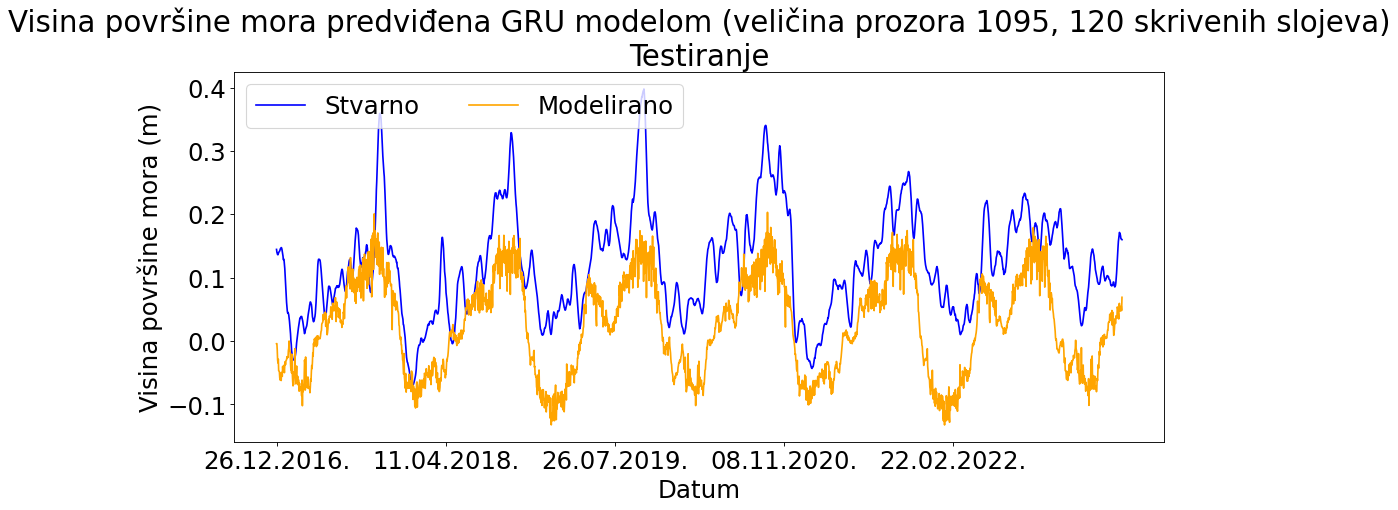 Visina površine mora predviđena GRU modelom (veličina prozora 1095, 120 skrivenih slojeva)
Testiranje
Stvarno
Modelirano
Visina površine mora (m)
0.4
0.3
0.2
0.1
0.0
−0.1
26.12.2016.
11.04.2018.
26.07.2019.
08.11.2020.
22.02.2022.
Datum